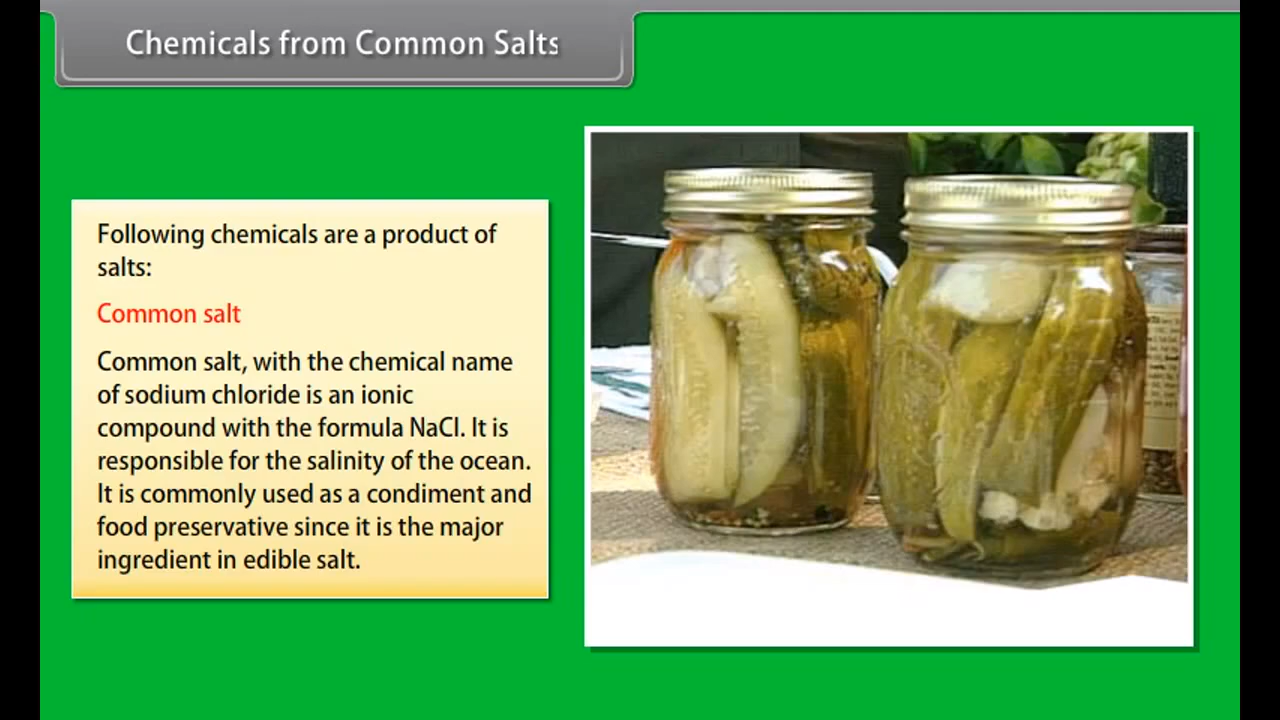 Chemicals from Common Salts
Following chemicals are a product of
salts:
Common salt
Common salt, with the chemical name
of sodium chloride is an ionic
compound with the formula NaCl. It is
responsible for the salinity of the ocean.
It is commonly used as a condiment and
food preservative since it is the major
ingredient in edible salt.